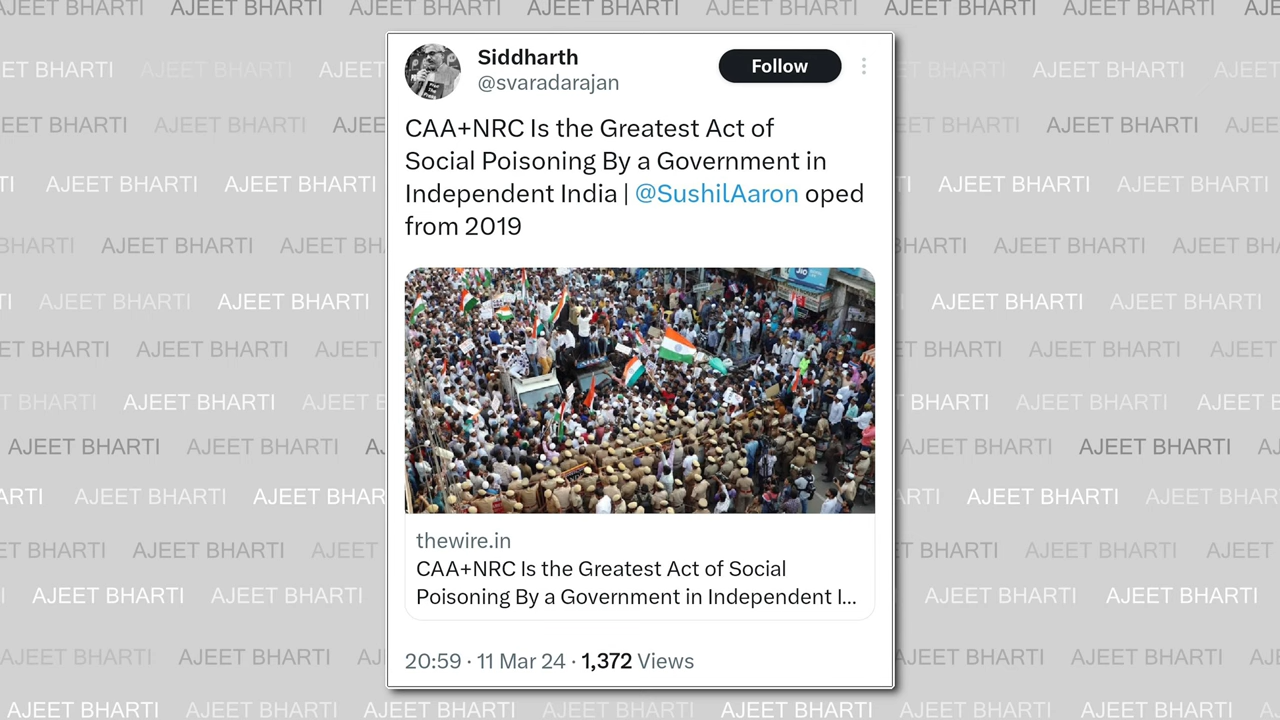 Siddharth
@svaradarajan
Follow
CAA+NRC Is the Greatest Act of
Social Poisoning By a Government in
Independent India | @SushilAaron oped
from 2019
JIO
thewire.in
CAA+NRC Is the Greatest Act of Social
Poisoning By a Government in Independent I...
20:59 · 11 Mar 24 · 1,372 Views
AJEET BHARTI